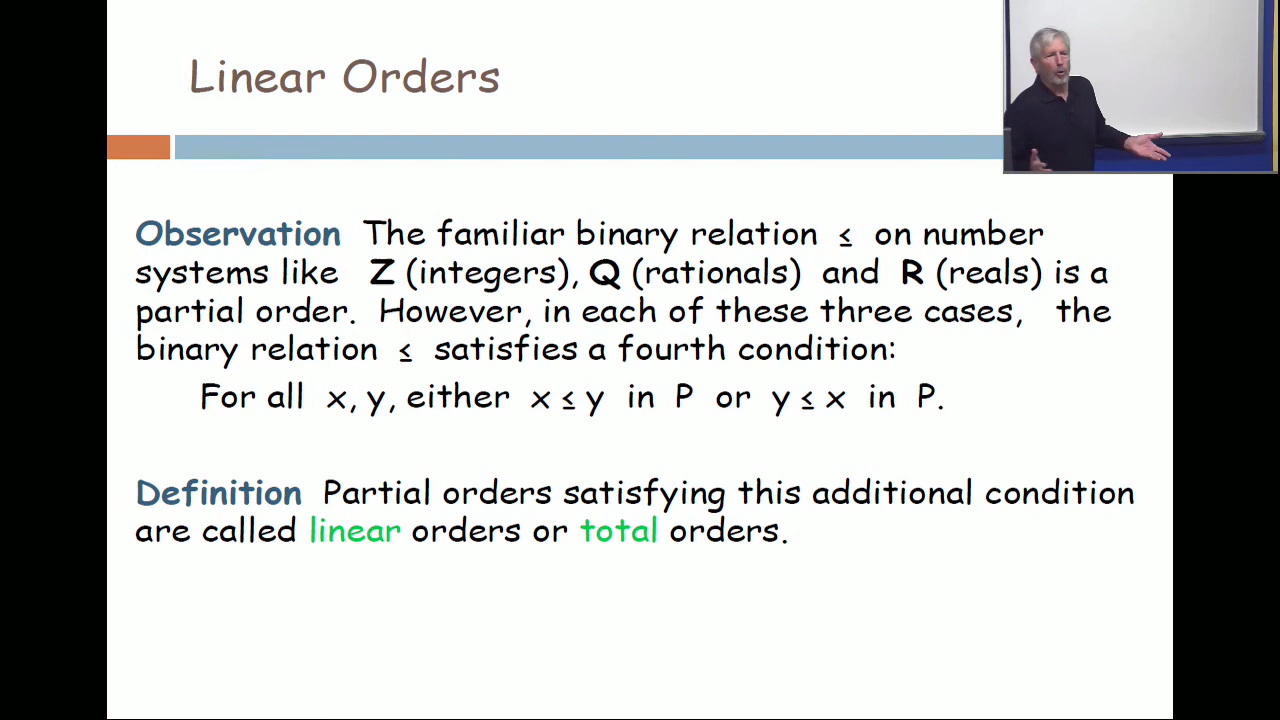 Linear Orders
Observation The familiar binary relation ≤ on number
systems like Z (integers), Q (rationals) and R (reals) is a
partial order. However, in each of these three cases, the
binary relation ≤ satisfies a fourth condition:
For all x, y, either x ≤ y in P or y ≤ x in P.
Definition Partial orders satisfying this additional condition
are called linear orders or total orders.